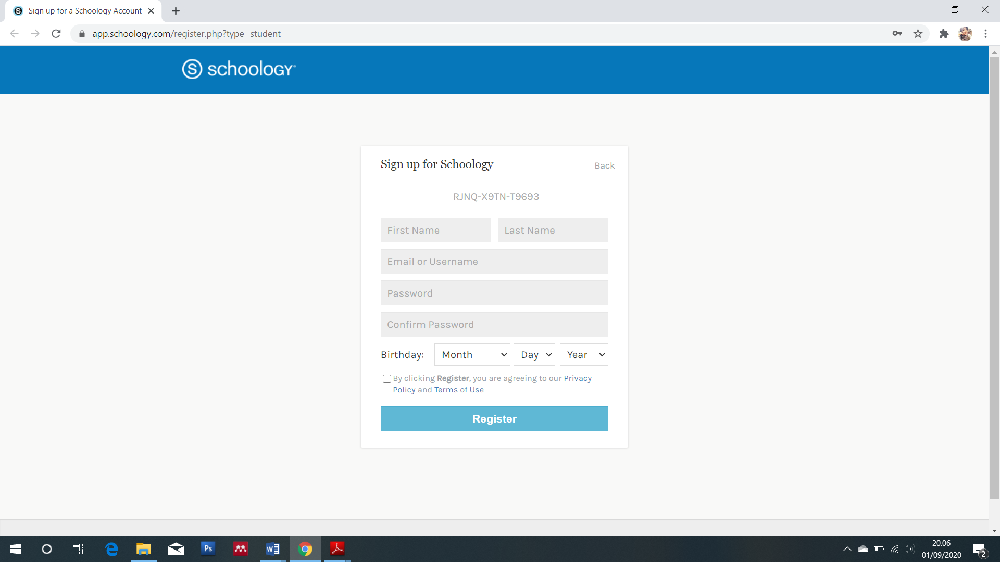 Sign up for a Schoology Account
app.schoology.com/register.php?type=student
S schoology
Sign up for Schoology
Back
RJNQ-X9TN-T9693
First Name
Last Name
Email or Username
Password
Confirm Password
Birthday: Month Day Year
By clicking Register, you are agreeing to our Privacy
Policy and Terms of Use
Register
Ps
W
20.06
01/09/2020
2